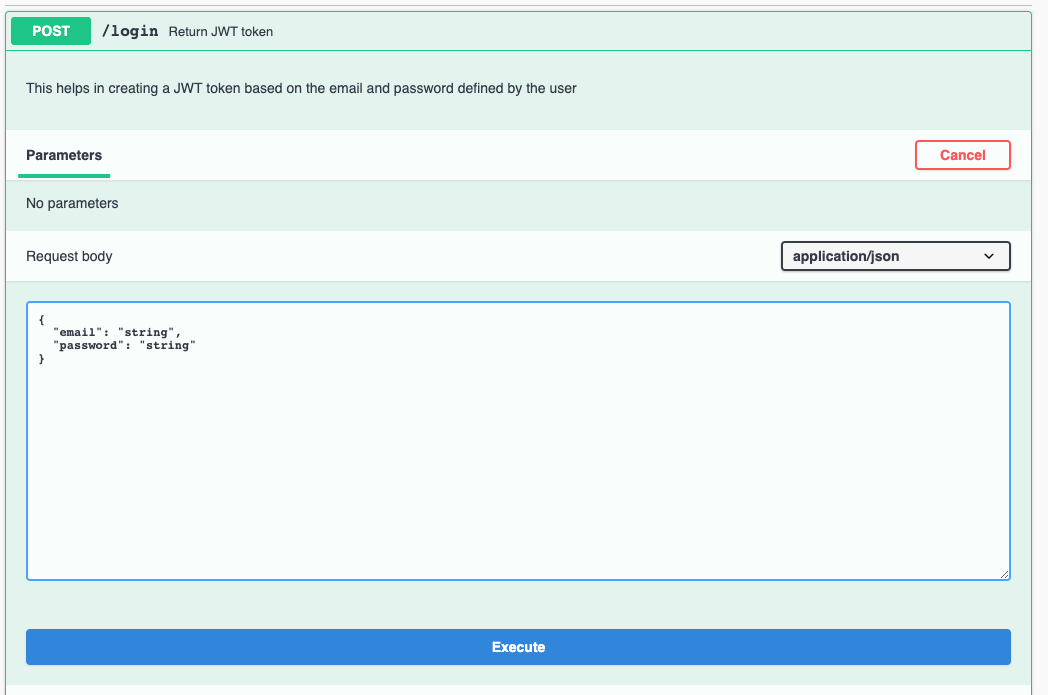 POST /login Return JWT token
This helps in creating a JWT token based on the email and password defined by the user
Parameters Cancel
No parameters
Request body application/json
{
  "email": "string",
  "password": "string"
}
Execute